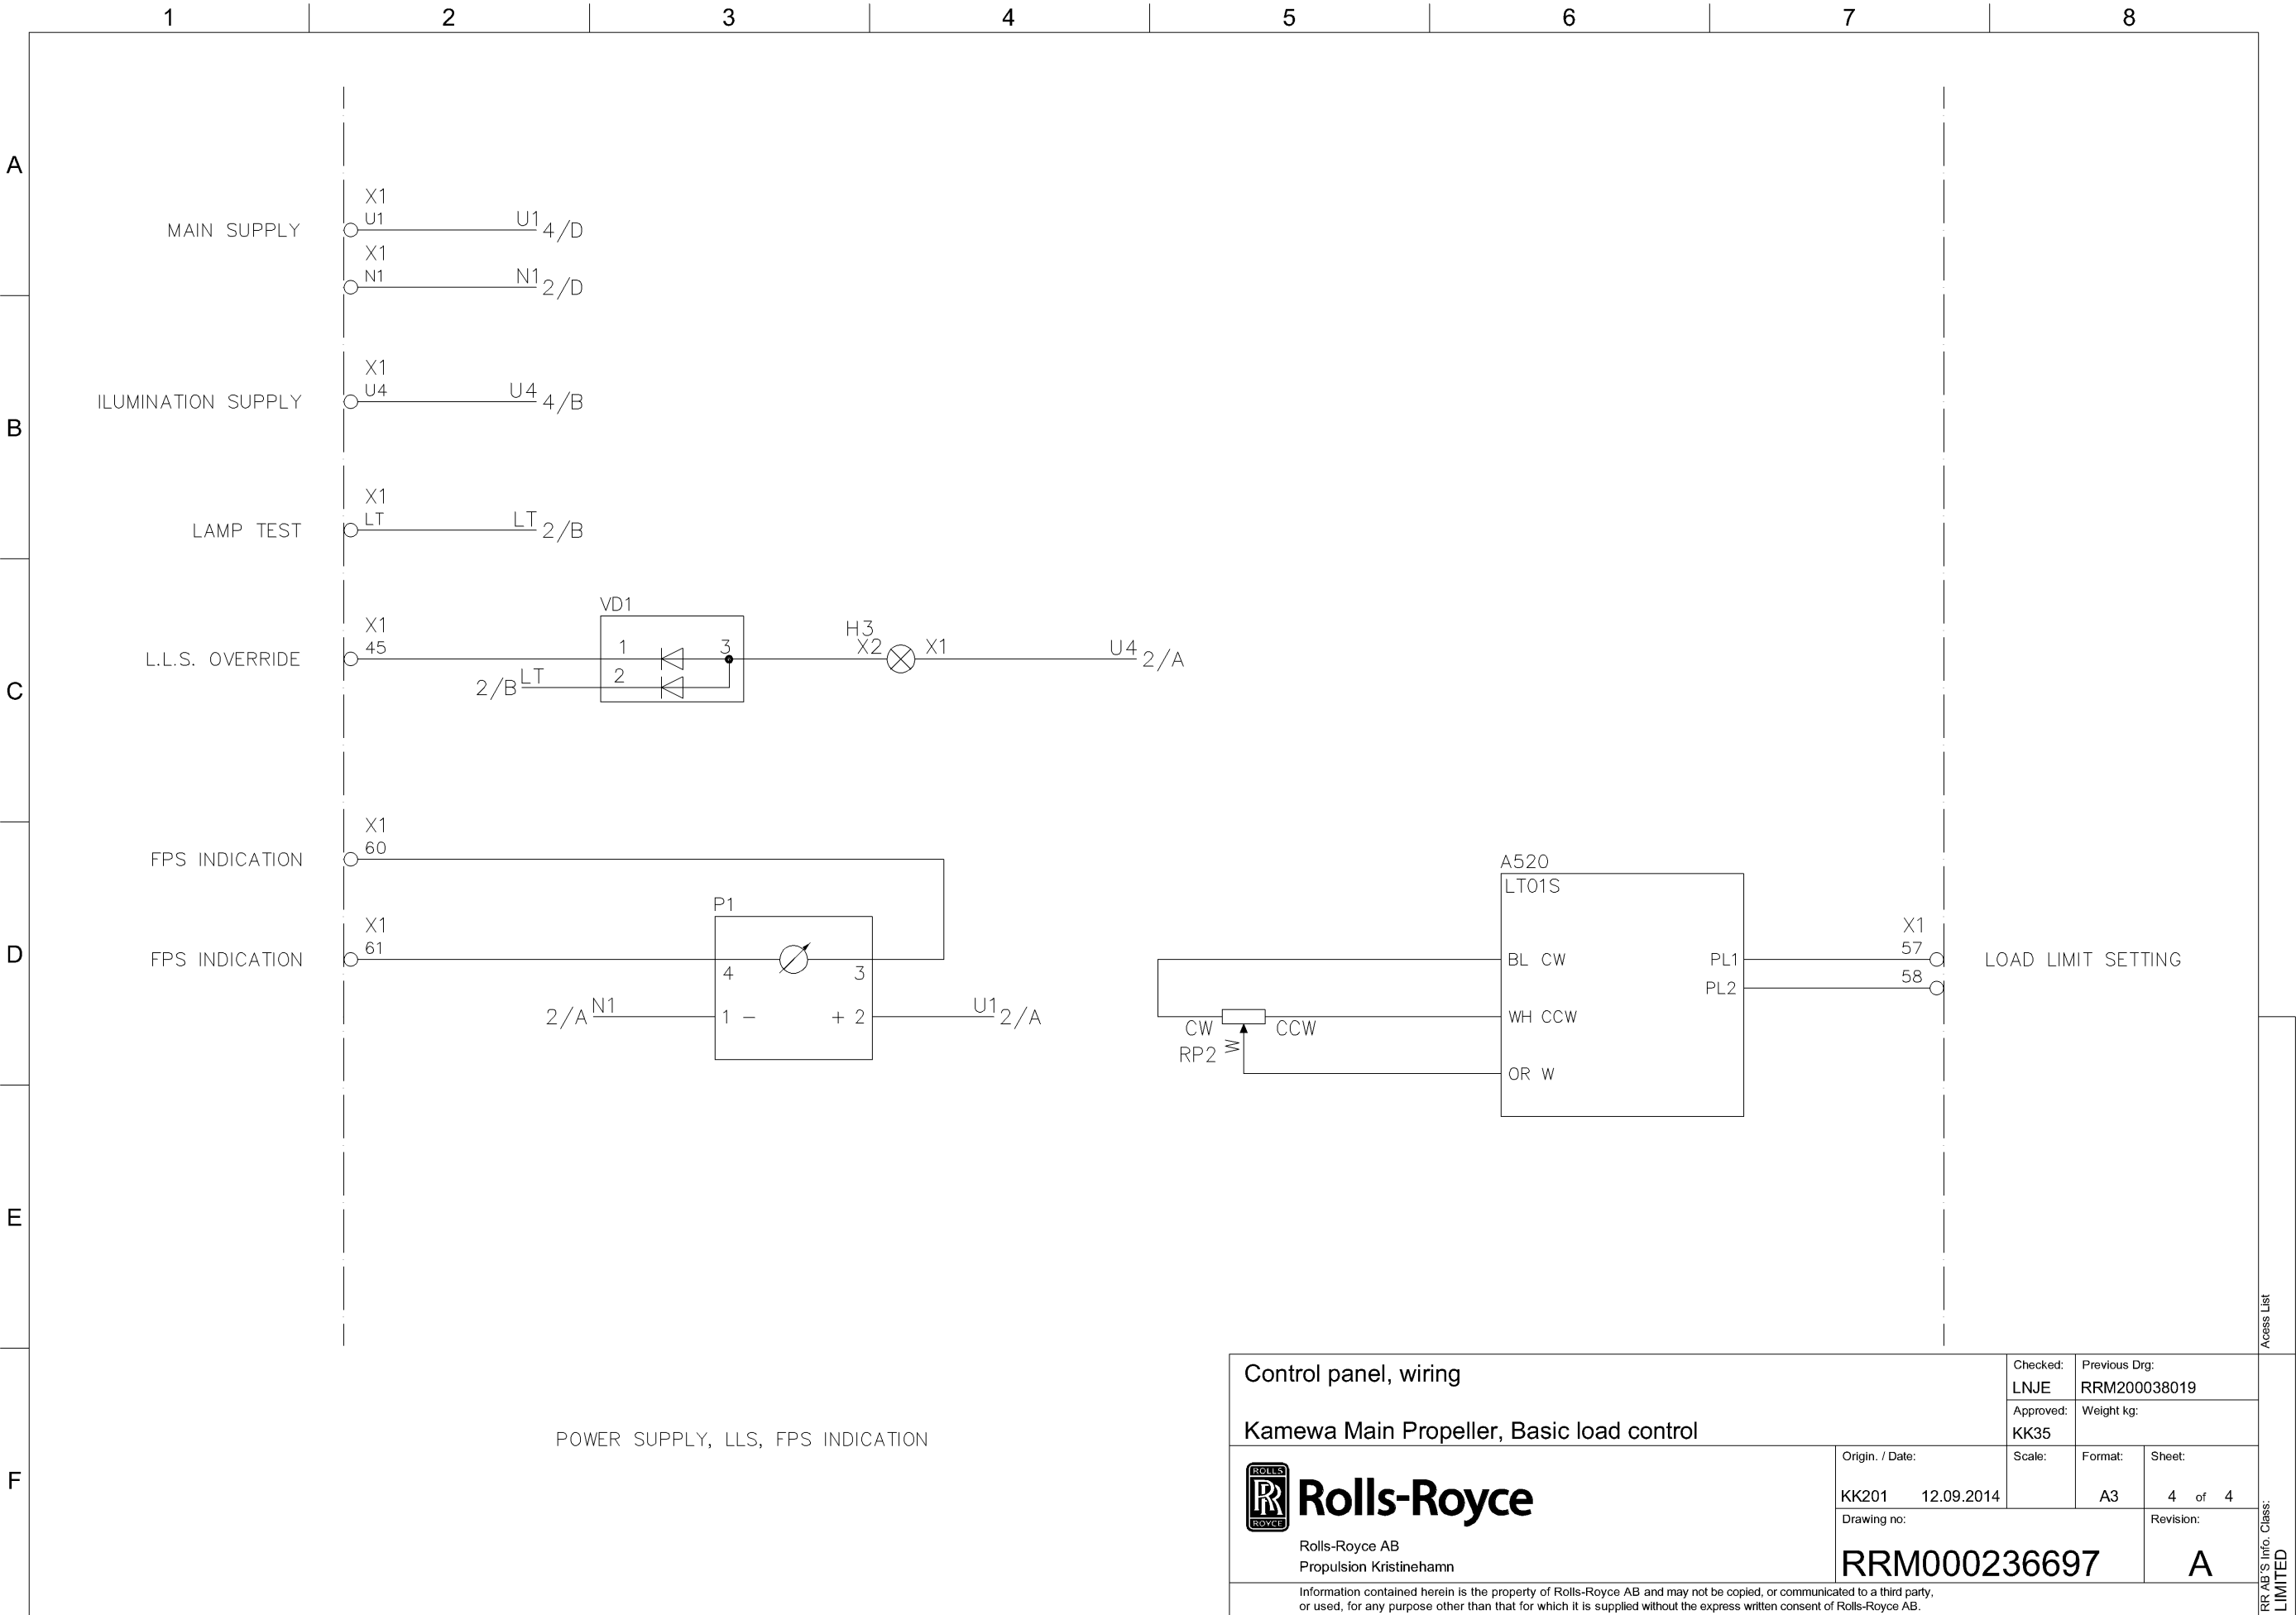 1 2 3 4 5 6 7 8
A
B
C
D
E
F
X1
MAIN SUPPLY U1 U1 4/D
X1
N1 N1 2/D
X1
ILUMINATION SUPPLY U4 U4 4/B
X1
LAMP TEST LT LT 2/B
VD1
X1 H3
L.L.S. OVERRIDE 45 1 3 X2 X1 U4 2/A
2/B LT 2
X1
FPS INDICATION 60
P1
X1
FPS INDICATION 61
4 3
2/A N1 1 − + 2 U1 2/A
A520
LT01S
X1
BL CW PL1 57 LOAD LIMIT SETTING
PL2 58
CW CCW WH CCW
RP2 W
OR W
POWER SUPPLY, LLS, FPS INDICATION
Control panel, wiring
Kamewa Main Propeller, Basic load control
Checked:
LNJE
Previous Drg:
RRM200038019
Approved:
KK35
Weight kg:
ROLLS
RR
ROYCE
Rolls-Royce
Rolls-Royce AB
Propulsion Kristinehamn
Origin. / Date:
KK201 12.09.2014
Scale:
Format:
A3
Sheet:
4 of 4
Drawing no:
RRM000236697
Revision:
A
Information contained herein is the property of Rolls-Royce AB and may not be copied, or communicated to a third party,
or used, for any purpose other than that for which it is supplied without the express written consent of Rolls-Royce AB.
Acess List
RR AB'S Info. Class:
LIMITED